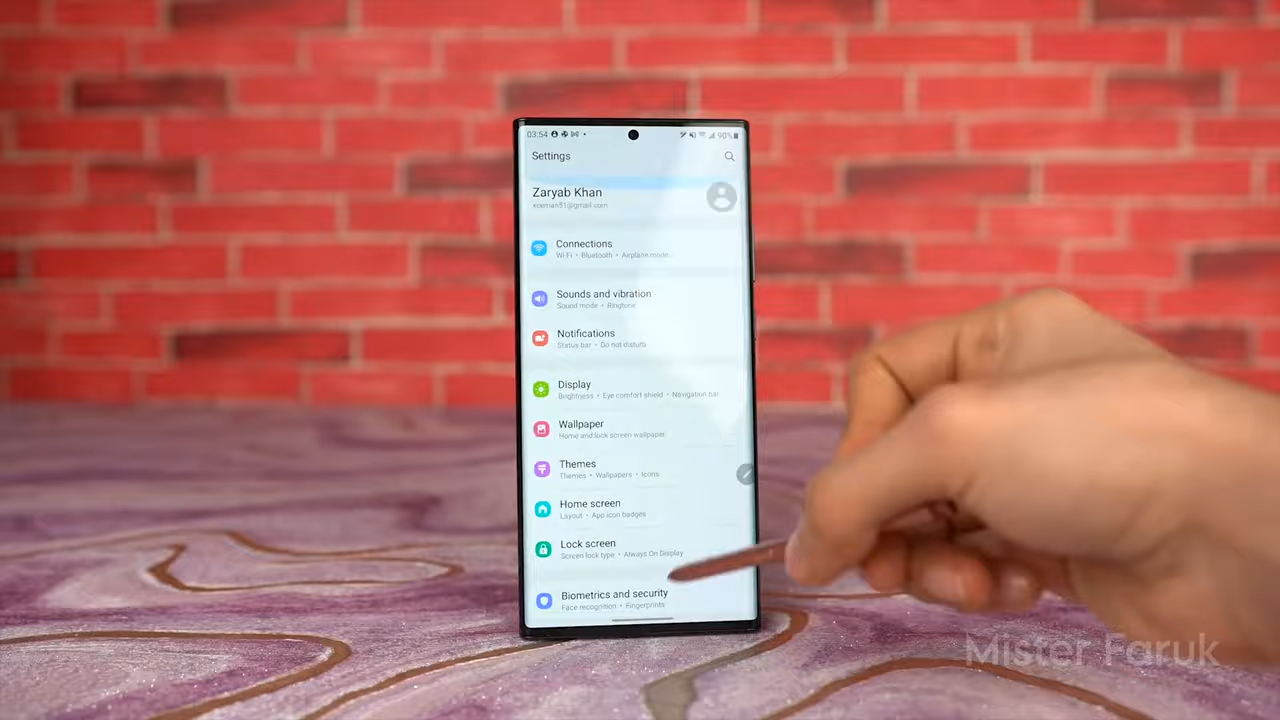 03:54
90%
Settings
Zaryab Khan
koeman51@gmail.com
Connections
Wi-Fi • Bluetooth • Airplane mode
Sounds and vibration
Sound mode • Ringtone
Notifications
Status bar • Do not disturb
Display
Brightness • Eye comfort shield • Navigation bar
Wallpaper
Home and lock screen wallpaper
Themes
Themes • Wallpapers • Icons
Home screen
Layout • App icon badges
Lock screen
Screen lock type • Always On Display
Biometrics and security
Face recognition • Fingerprints
Mister Faruk